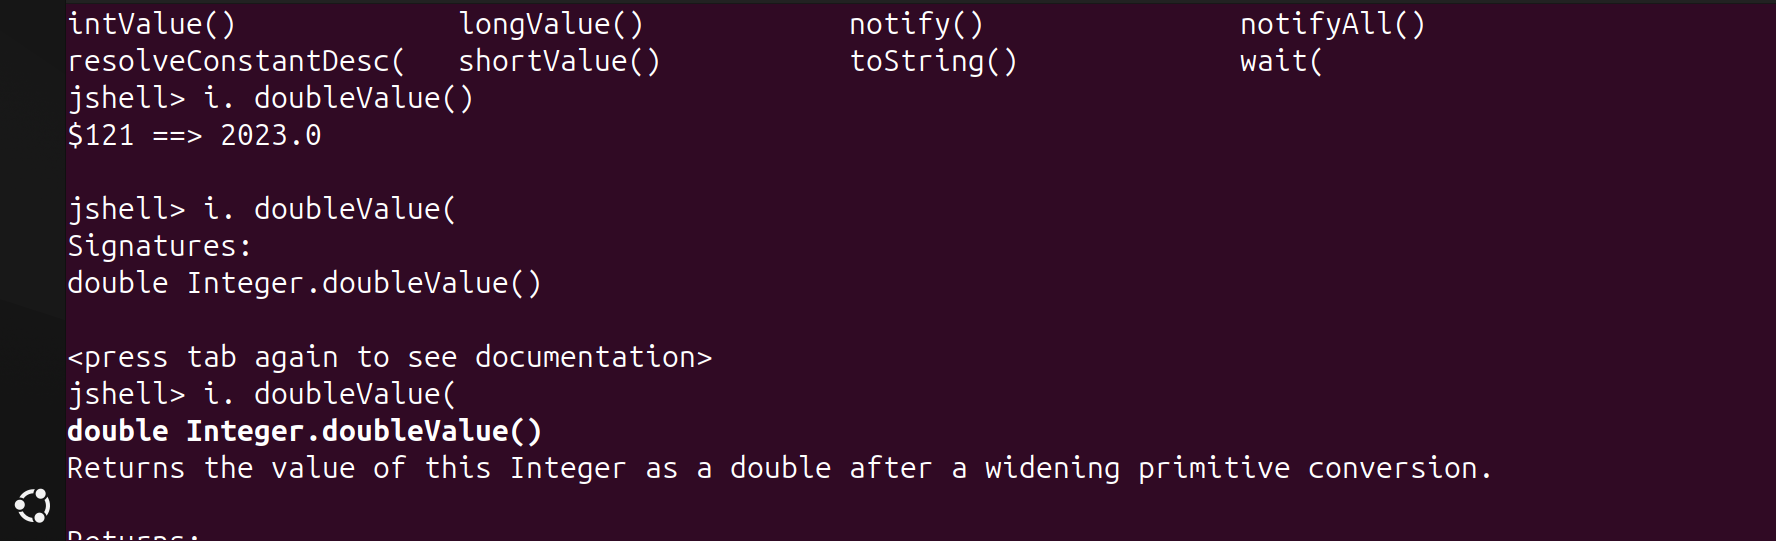 intValue() longValue() notify() notifyAll()
resolveConstantDesc( shortValue() toString() wait(
jshell> i. doubleValue()
$121 ==> 2023.0
jshell> i. doubleValue(
Signatures:
double Integer.doubleValue()
<press tab again to see documentation>
jshell> i. doubleValue(
double Integer.doubleValue()
Returns the value of this Integer as a double after a widening primitive conversion.
Returns: